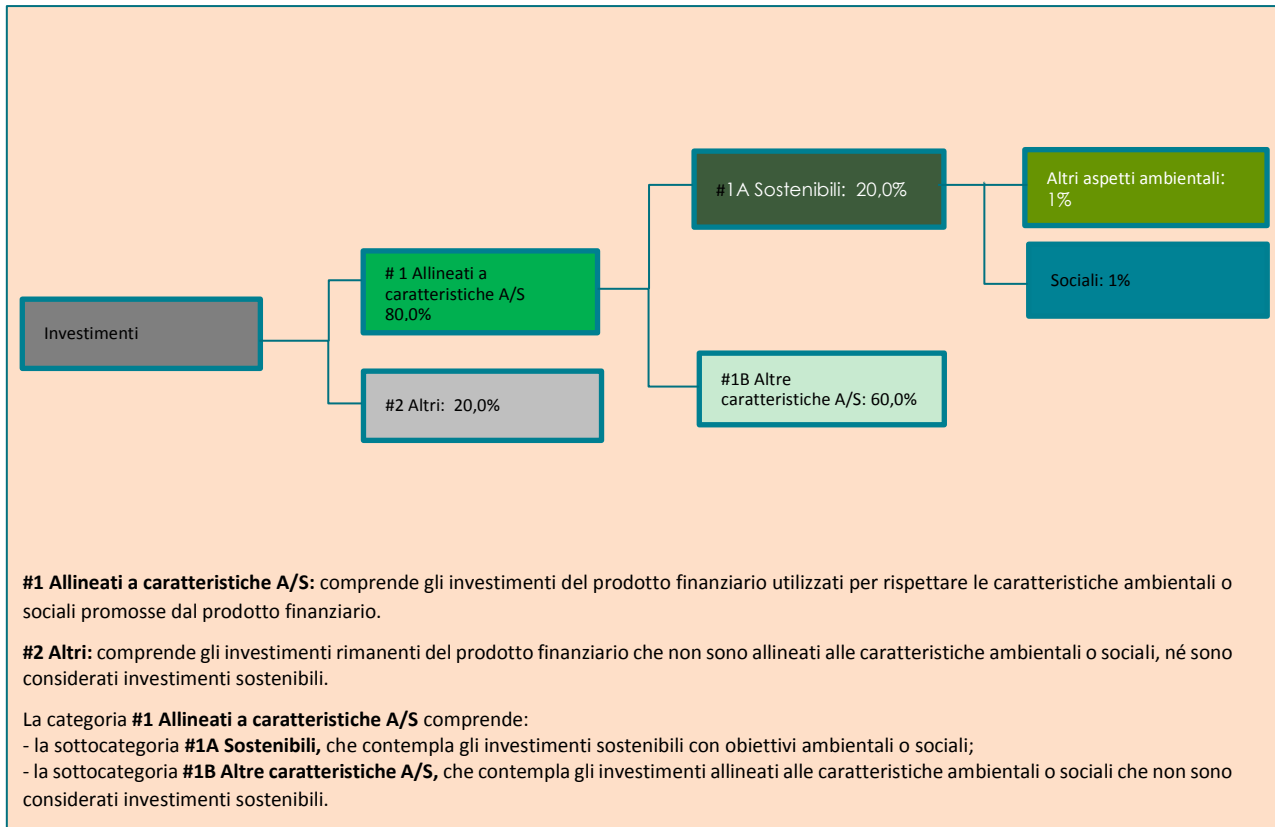 #1A Sostenibili:  20,0%
Altri aspetti ambientali:
1%
Sociali: 1%
# 1 Allineati a
caratteristiche A/S
80,0%
Investimenti
#2 Altri:  20,0%
#1B Altre
caratteristiche A/S: 60,0%
#1 Allineati a caratteristiche A/S: comprende gli investimenti del prodotto finanziario utilizzati per rispettare le caratteristiche ambientali o
sociali promosse dal prodotto finanziario.
#2 Altri: comprende gli investimenti rimanenti del prodotto finanziario che non sono allineati alle caratteristiche ambientali o sociali, né sono
considerati investimenti sostenibili.
La categoria #1 Allineati a caratteristiche A/S comprende:
- la sottocategoria #1A Sostenibili, che contempla gli investimenti sostenibili con obiettivi ambientali o sociali;
- la sottocategoria #1B Altre caratteristiche A/S, che contempla gli investimenti allineati alle caratteristiche ambientali o sociali che non sono
considerati investimenti sostenibili.